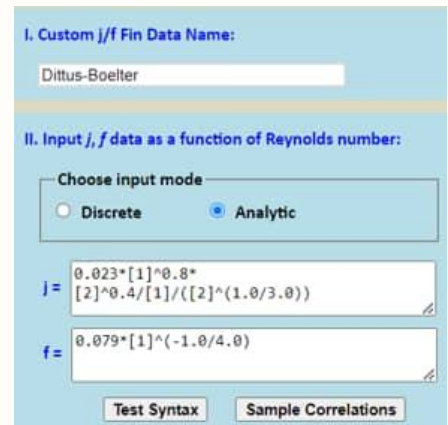 I. Custom j/f Fin Data Name:
Dittus-Boelter
II. Input j, f data as a function of Reynolds number:
Choose input mode
Discrete
Analytic
j =
0.023*[1]^0.8*
[2]^0.4/[1]/([2]^(1.0/3.0))
f =
0.079*[1]^(-1.0/4.0)
Test Syntax
Sample Correlations